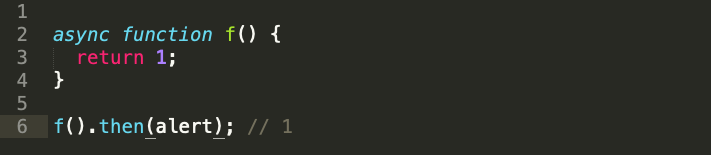 1
2 async function f() {
3   return 1;
4 }
5
6 f().then(alert); // 1